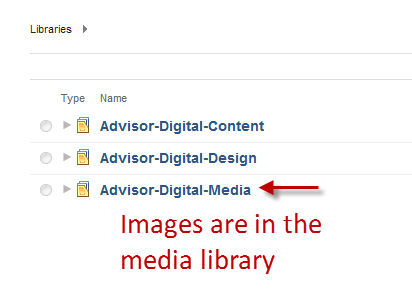 Libraries
Type Name
Advisor-Digital-Content
Advisor-Digital-Design
Advisor-Digital-Media
Images are in the
media library